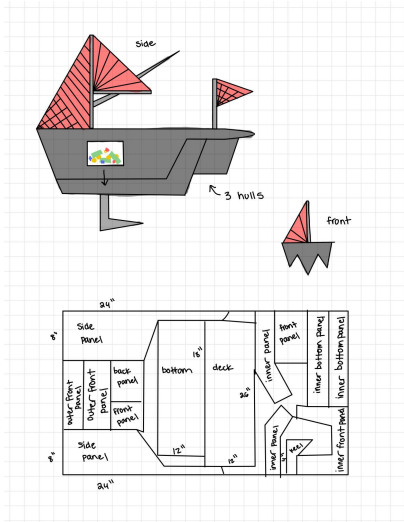 side
3 hulls
front
24"
8"
side
panel
outer front
panel
outer front
panel
back
panel
front
panel
bottom
18"
deck
26"
12"
12"
inner panel
front
panel
inner bottom panel
inner bottom panel
side
panel
8"
24"
inner panel
4"
keel
inner front panel